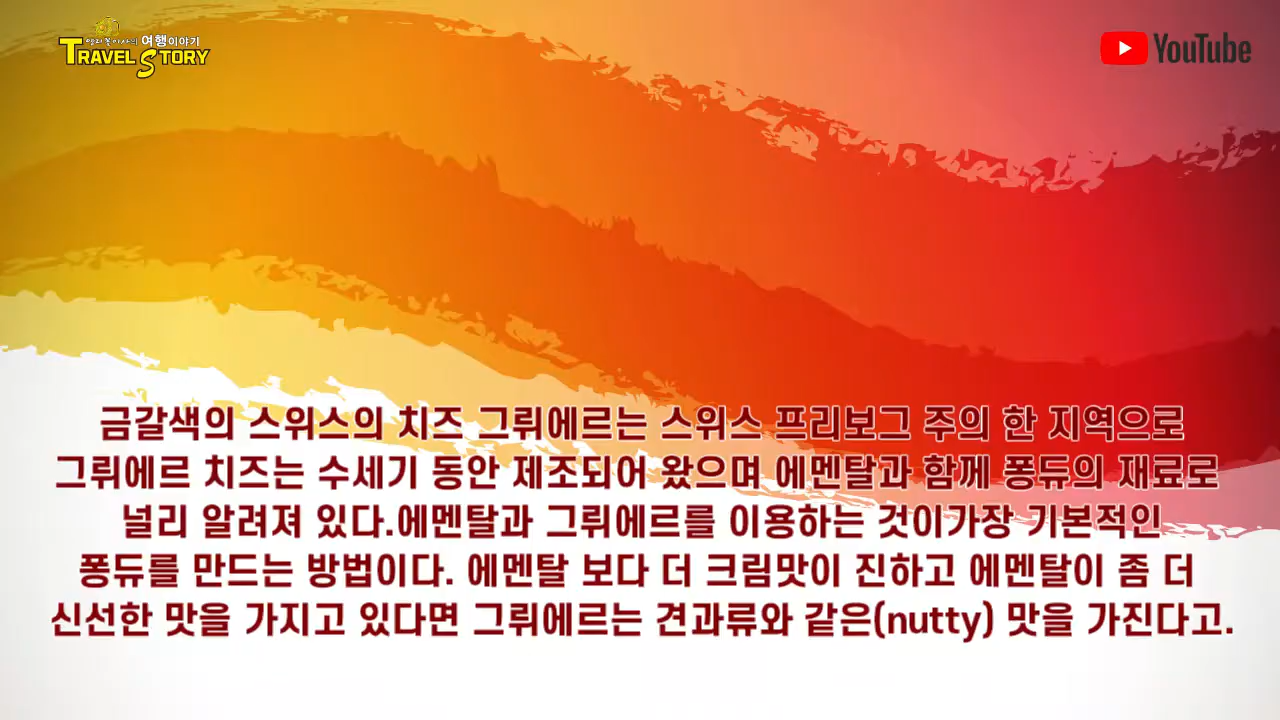 여행이야기
TRAVEL STORY
YouTube
금갈색의 스위스의 치즈 그뤼에르는 스위스 프리보그 주의 한 지역으로
그뤼에르 치즈는 수세기 동안 제조되어 왔으며 에멘탈과 함께 퐁듀의 재료로
널리 알려져 있다.에멘탈과 그뤼에르를 이용하는 것이가장 기본적인
퐁듀를 만드는 방법이다. 에멘탈 보다 더 크림맛이 진하고 에멘탈이 좀 더
신선한 맛을 가지고 있다면 그뤼에르는 견과류와 같은(nutty) 맛을 가진다고.